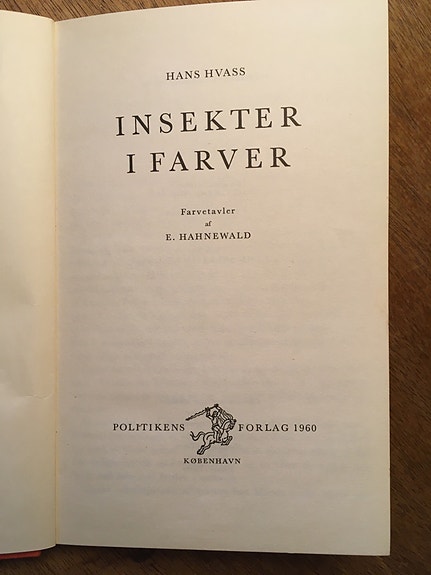 HANS HVASS
INSEKTER
I FARVER
Farvetavler
af
E. HAHNEWALD
POLITIKENS FORLAG 1960
KØBENHAVN